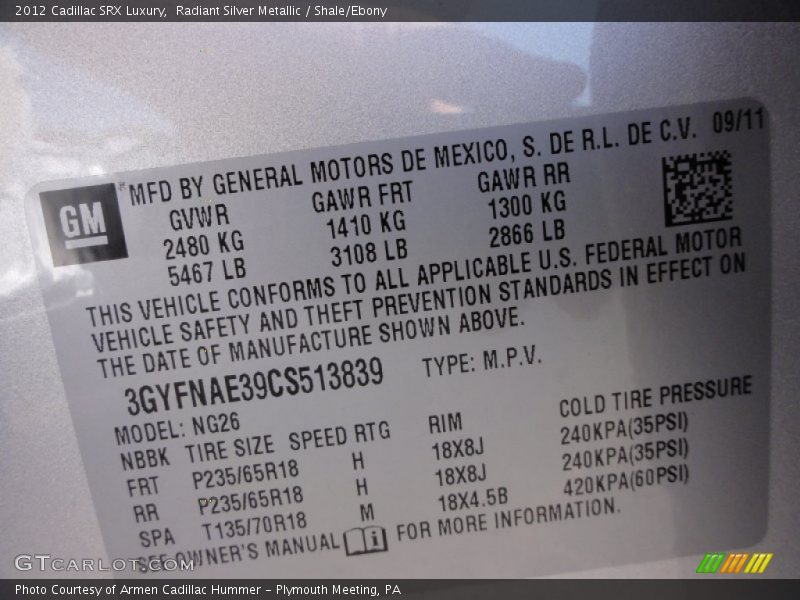 2012 Cadillac SRX Luxury,  Radiant Silver Metallic / Shale/Ebony
GM
MFD BY GENERAL MOTORS DE MEXICO, S. DE R.L. DE C.V. 09/11
GVWR GAWR FRT GAWR RR
2480 KG 1410 KG 1300 KG
5467 LB 3108 LB 2866 LB
THIS VEHICLE CONFORMS TO ALL APPLICABLE U.S. FEDERAL MOTOR
VEHICLE SAFETY AND THEFT PREVENTION STANDARDS IN EFFECT ON
THE DATE OF MANUFACTURE SHOWN ABOVE.
3GYFNAE39CS513839 TYPE: M.P.V.
MODEL: NG26
NBBK TIRE SIZE SPEED RTG RIM COLD TIRE PRESSURE
FRT P235/65R18 H 18X8J 240KPA(35PSI)
RR P235/65R18 H 18X8J 240KPA(35PSI)
SPA T135/70R18 M 18X4.5B 420KPA(60PSI)
SEE OWNER'S MANUAL FOR MORE INFORMATION.
GTcarlot.com
Photo Courtesy of Armen Cadillac Hummer – Plymouth Meeting, PA